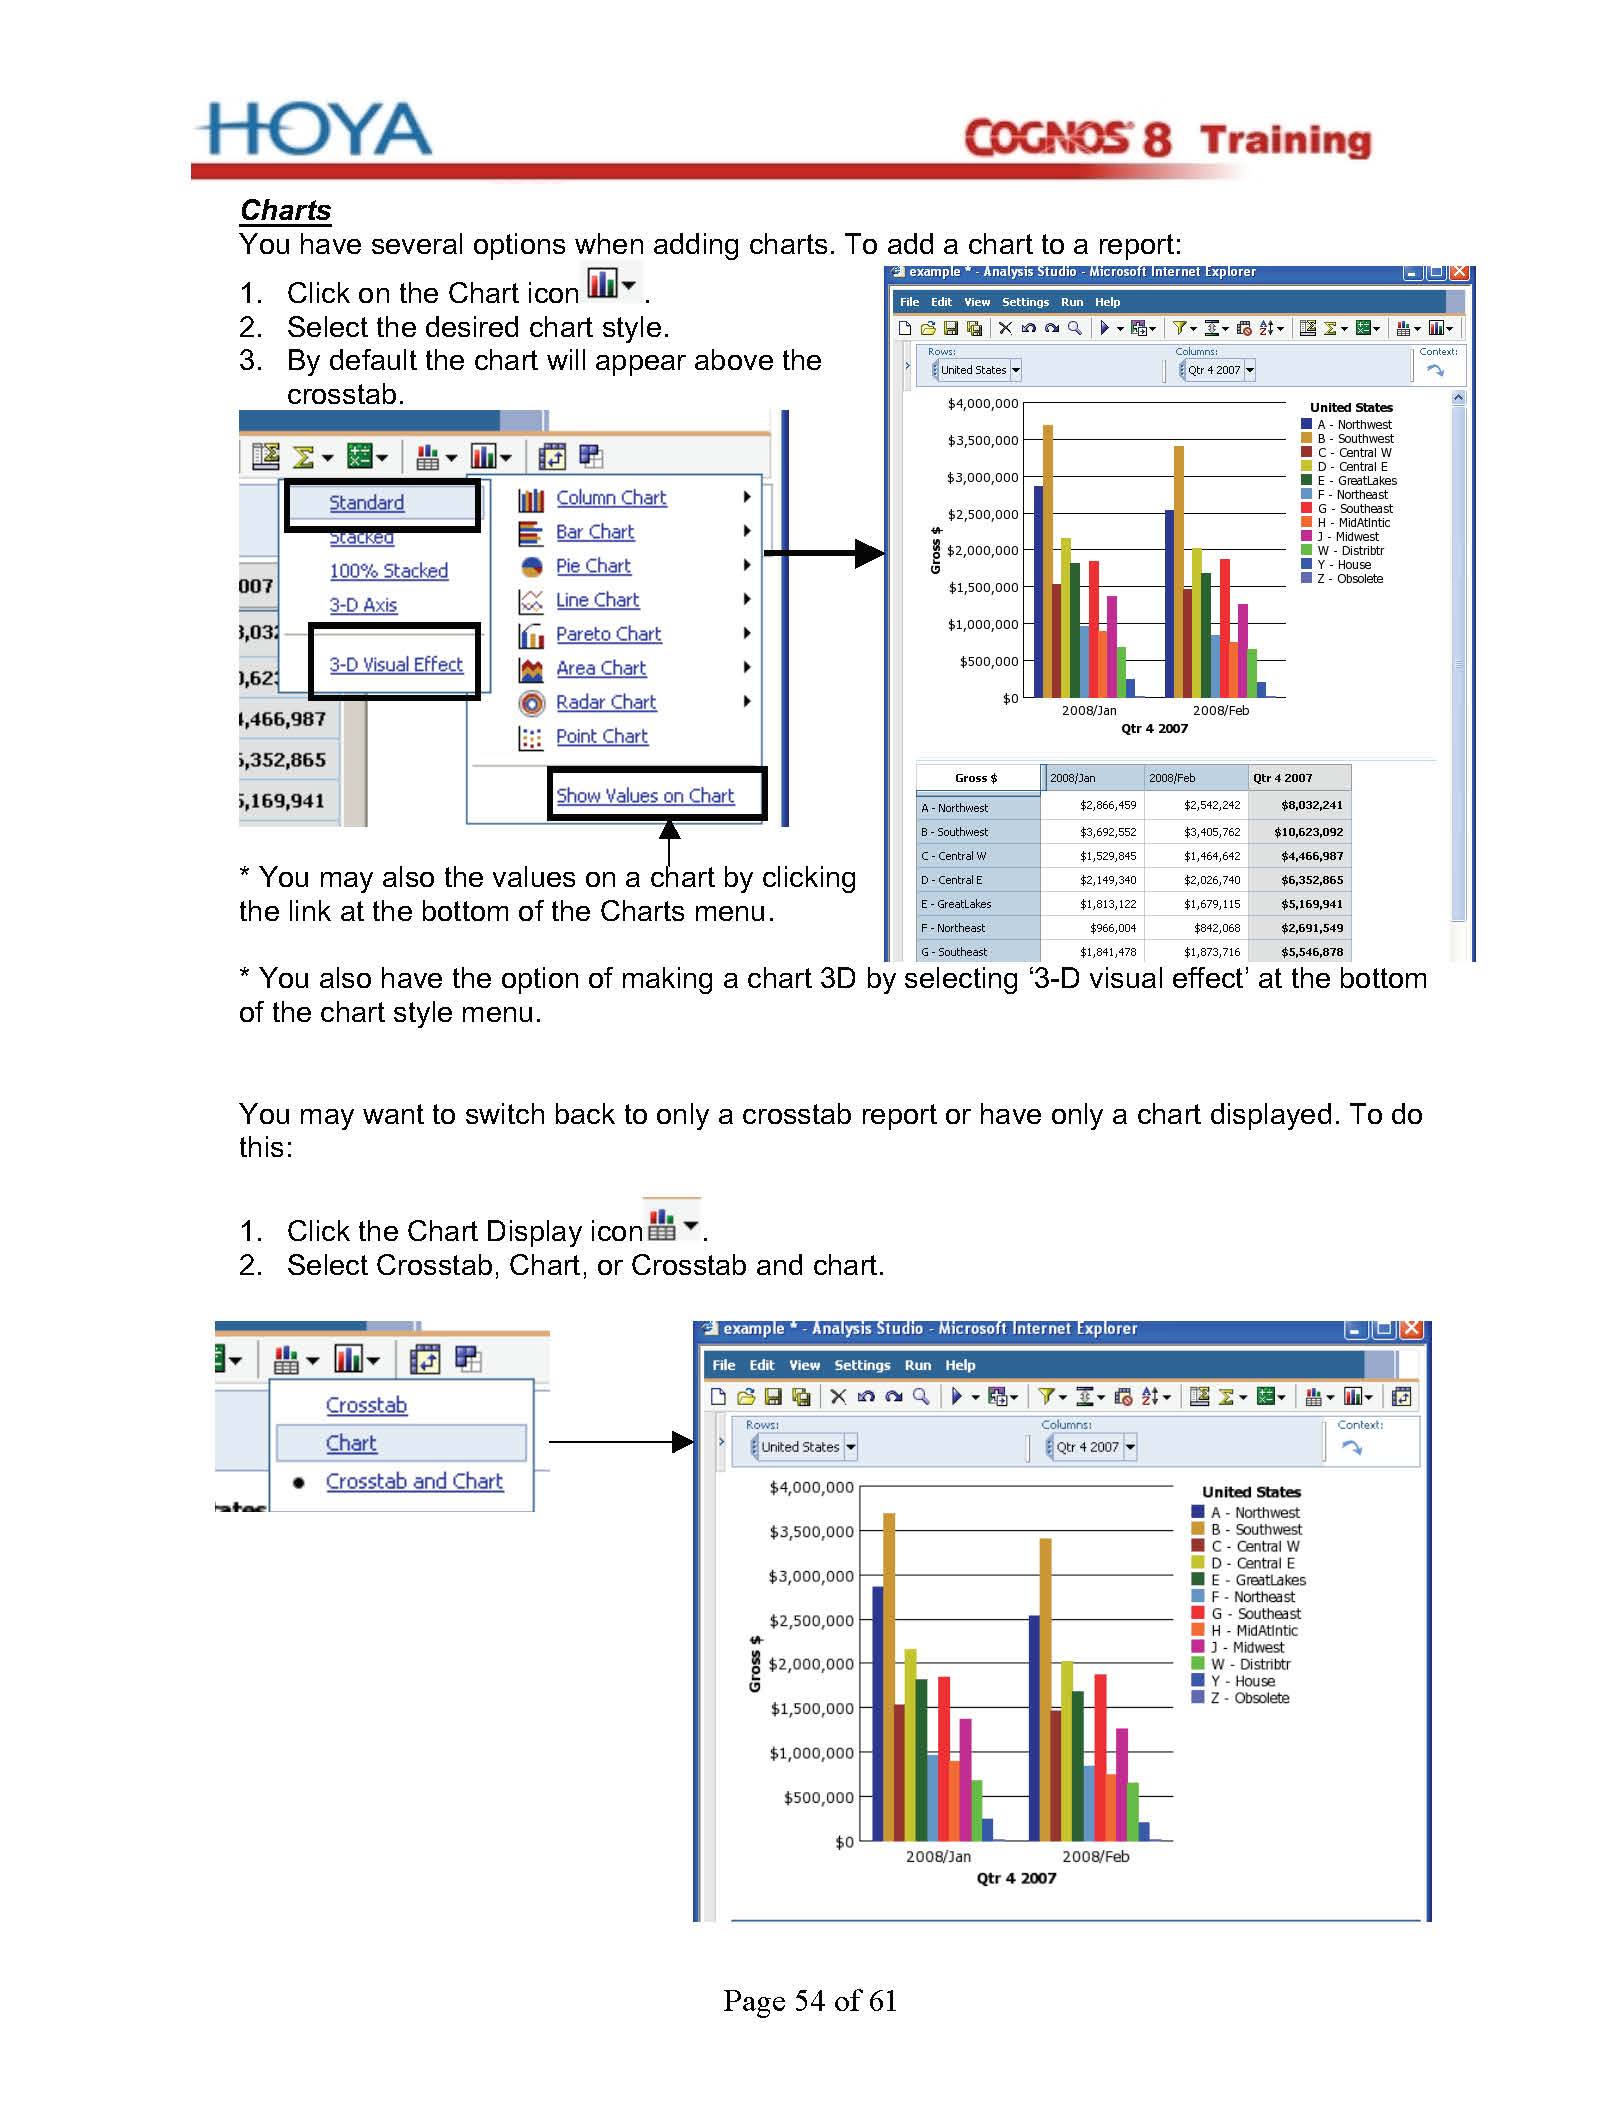 HOYA
COGNOS 8 Training
Charts
You have several options when adding charts. To add a chart to a report:
1. Click on the Chart icon .
2. Select the desired chart style.
3. By default the chart will appear above the
crosstab.
Standard
Stacked
100% Stacked
3-D Axis
3-D Visual Effect
007
3,03
,62
4,466,987
6,352,865
5,169,941
Column Chart
Bar Chart
Pie Chart
Line Chart
Pareto Chart
Area Chart
Radar Chart
Point Chart
Show Values on Chart
example * - Analysis Studio - Microsoft Internet Explorer
File Edit View Settings Run Help
Rows: Columns: Context:
United States Qtr 4 2007
$4,000,000
$3,500,000
$3,000,000
$2,500,000
$2,000,000
$1,500,000
$1,000,000
$500,000
$0
Gross $
2008/Jan 2008/Feb
Qtr 4 2007
United States
A - Northwest
B - Southwest
C - Central W
D - Central E
E - GreatLakes
F - Northeast
G - Southeast
H - MidAtlntic
J - Midwest
W - Distribtr
Y - House
Z - Obsolete
Gross $ 2008/Jan 2008/Feb Qtr 4 2007
A - Northwest $2,866,459 $2,542,242 $8,032,241
B - Southwest $3,692,552 $3,405,762 $10,623,092
C - Central W $1,529,845 $1,464,642 $4,466,987
D - Central E $2,149,340 $2,026,740 $6,352,865
E - GreatLakes $1,813,122 $1,679,115 $5,169,941
F - Northeast $966,004 $842,068 $2,691,549
G - Southeast $1,841,478 $1,873,716 $5,546,878
* You may also the values on a chart by clicking
the link at the bottom of the Charts menu.
* You also have the option of making a chart 3D by selecting ‘3-D visual effect’ at the bottom
of the chart style menu.
You may want to switch back to only a crosstab report or have only a chart displayed. To do
this:
1. Click the Chart Display icon .
2. Select Crosstab, Chart, or Crosstab and chart.
Crosstab
Chart
Crosstab and Chart
example * - Analysis Studio - Microsoft Internet Explorer
File Edit View Settings Run Help
Rows: Columns: Context:
United States Qtr 4 2007
$4,000,000
$3,500,000
$3,000,000
$2,500,000
$2,000,000
$1,500,000
$1,000,000
$500,000
$0
Gross $
2008/Jan 2008/Feb
Qtr 4 2007
United States
A - Northwest
B - Southwest
C - Central W
D - Central E
E - GreatLakes
F - Northeast
G - Southeast
H - MidAtlntic
J - Midwest
W - Distribtr
Y - House
Z - Obsolete
Page 54 of 61